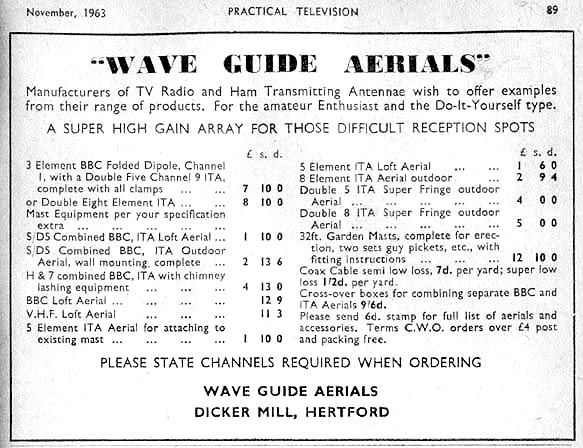 November, 1963 PRACTICAL TELEVISION 89
"WAVE GUIDE AERIALS"
Manufacturers of TV Radio and Ham Transmitting Antennae wish to offer examples
from their range of products. For the amateur Enthusiast and the Do-It-Yourself type.
A SUPER HIGH GAIN ARRAY FOR THOSE DIFFICULT RECEPTION SPOTS
£ s. d.
3 Element BBC Folded Dipole, Channel
1, with a Double Five Channel 9 ITA,
complete with all clamps ... ... 7 10 0
or Double Eight Element ITA ... ... 8 10 0
Mast Equipment per your specification
extra ... ... ... ... ...
S/DS Combined BBC, ITA Loft Aerial ... 1 10 0
S/DS Combined BBC, ITA Outdoor
Aerial, wall mounting, complete ... 2 13 6
H & 7 combined BBC, ITA with chimney
lashing equipment ... ... ... 4 13 0
BBC Loft Aerial ... ... ... ... 12 9
V.H.F. Loft Aerial ... ... ... 11 3
5 Element ITA Aerial for attaching to
existing mast ... ... ... ... 1 10 0
£ s. d.
5 Element ITA Loft Aerial ... ... 1 6 0
8 Element ITA Aerial outdoor ... ... 2 9 4
Double 5 ITA Super Fringe outdoor
Aerial ... ... ... ... ... 4 0 0
Double 8 ITA Super Fringe outdoor
Aerial ... ... ... ... ... 5 0 0
32ft. Garden Masts, complete for erec-
tion, two sets guy pickets, etc., with
fitting instructions ... ... ... 12 10 0
Coax Cable semi low loss, 7d. per yard; super low
loss 1/2d. per yard.
Cross-over boxes for combining separate BBC and
ITA Aerials 9/6d.
Please send 6d. stamp for full list of aerials and
accessories. Terms C.W.O. orders over £4 post
and packing free.
PLEASE STATE CHANNELS REQUIRED WHEN ORDERING
WAVE GUIDE AERIALS
DICKER MILL, HERTFORD